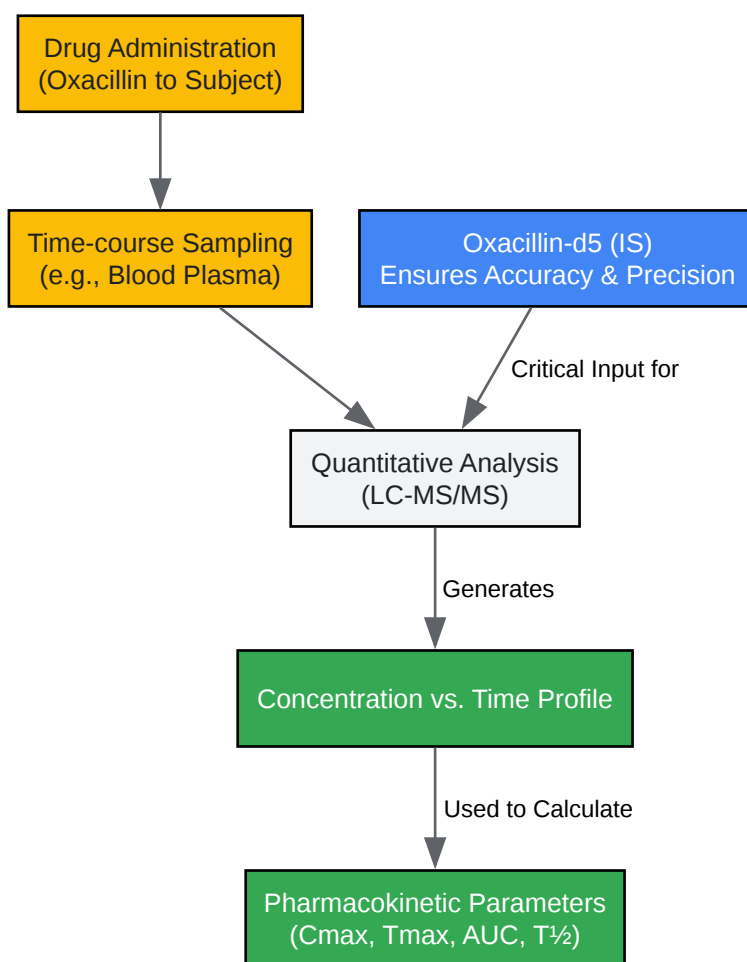 Drug Administration
(Oxacillin to Subject)
Time-course Sampling
(e.g., Blood Plasma)
Oxacillin-d5 (IS)
Ensures Accuracy & Precision
Critical Input for
Quantitative Analysis
(LC-MS/MS)
Generates
Concentration vs. Time Profile
Used to Calculate
Pharmacokinetic Parameters
(Cmax, Tmax, AUC, T½)